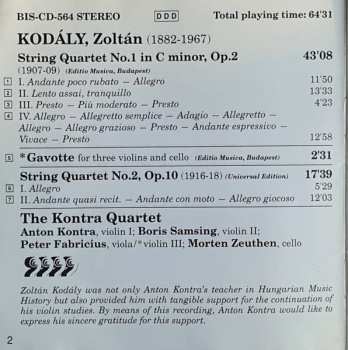 BIS-CD-564 STEREO D D D Total playing time: 64'31
KODÁLY, Zoltán (1882-1967)
String Quartet No.1 in C minor, Op.2 43'08
(1907-09) (Editio Musica, Budapest)
1 I. Andante poco rubato — Allegro 11'50
2 II. Lento assai, tranquillo 13'33
3 III. Presto — Più moderato — Presto 4'23
4 IV. Allegro — Allegretto semplice — Adagio — Allegretto —
Allegro — Allegro grazioso — Presto — Andante espressivo —
Vivace — Presto 12'58
5 *Gavotte for three violins and cello (Editio Musica, Budapest) 2'31
String Quartet No.2, Op.10 (1916-18) (Universal Edition) 17'39
6 I. Allegro 5'29
7 II. Andante quasi recit. — Andante con moto — Allegro giocoso 12'03
The Kontra Quartet
Anton Kontra, violin I; Boris Samsing, violin II;
Peter Fabricius, viola/*violin III; Morten Zeuthen, cello
Zoltán Kodály was not only Anton Kontra's teacher in Hungarian Music
History but also provided him with tangible support for the continuation of
his violin studies. By means of this recording, Anton Kontra would like to
express his sincere gratitude for this support.
2